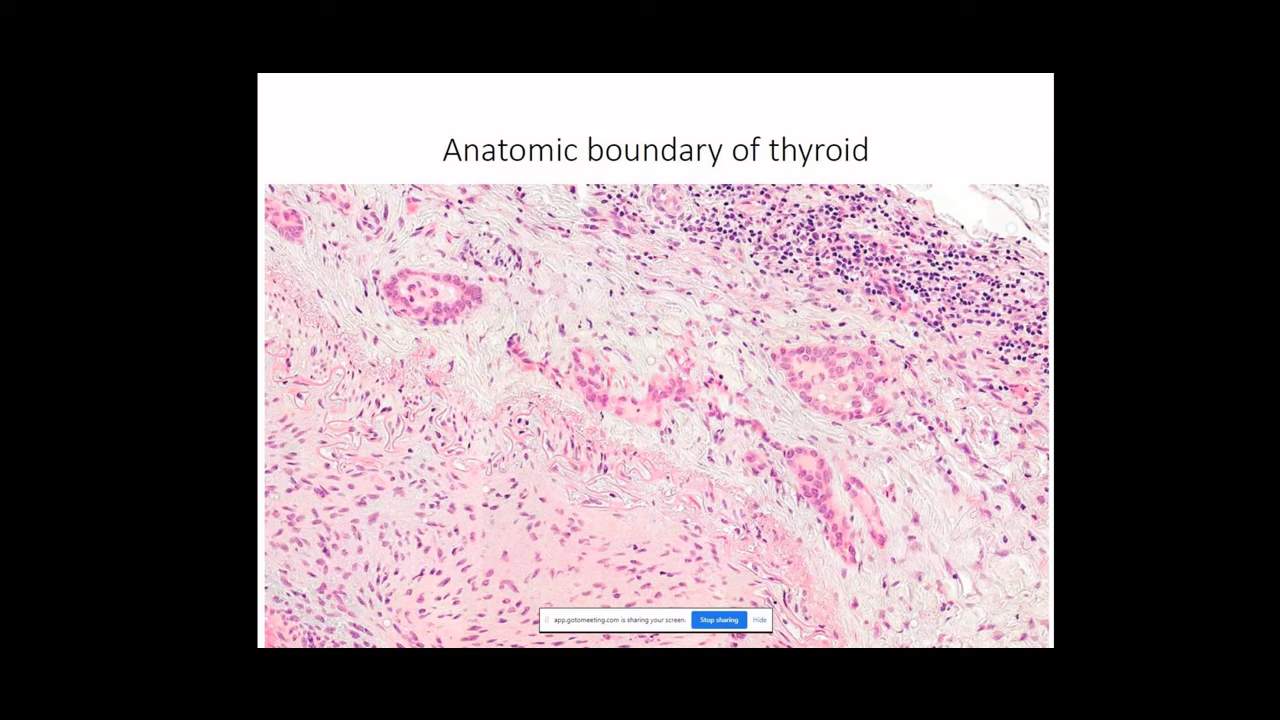 Anatomic boundary of thyroid
app.gotomeeting.com is sharing your screen. Stop sharing Hide